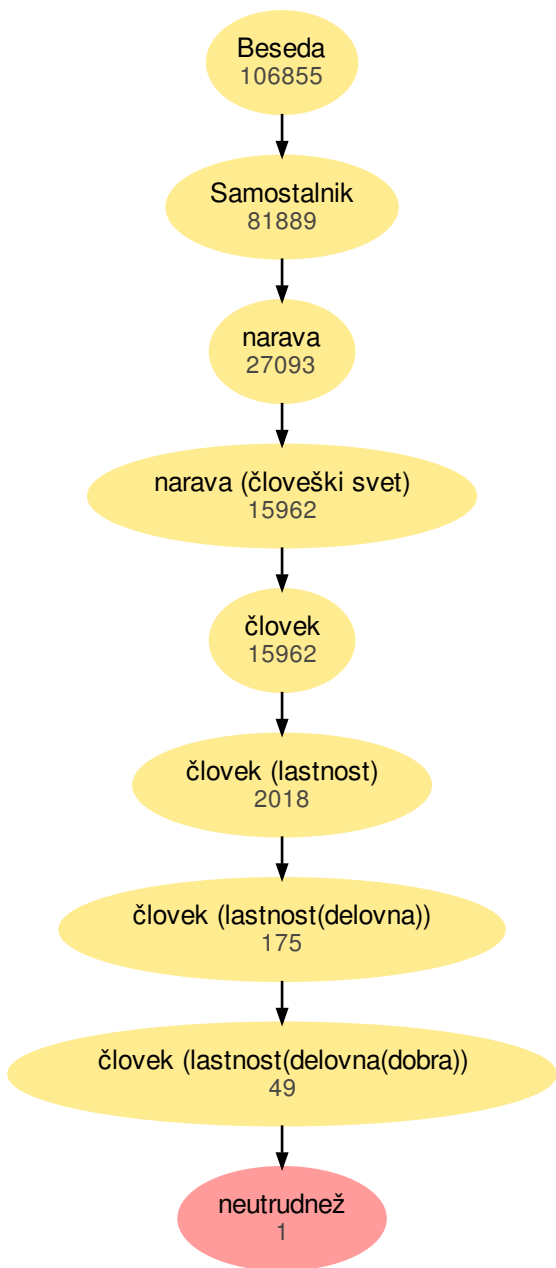 Beseda
106855
Samostalnik
81889
narava
27093
narava (človeški svet)
15962
človek
15962
človek (lastnost)
2018
človek (lastnost(delovna))
175
človek (lastnost(delovna(dobra))
49
neutrudnež
1